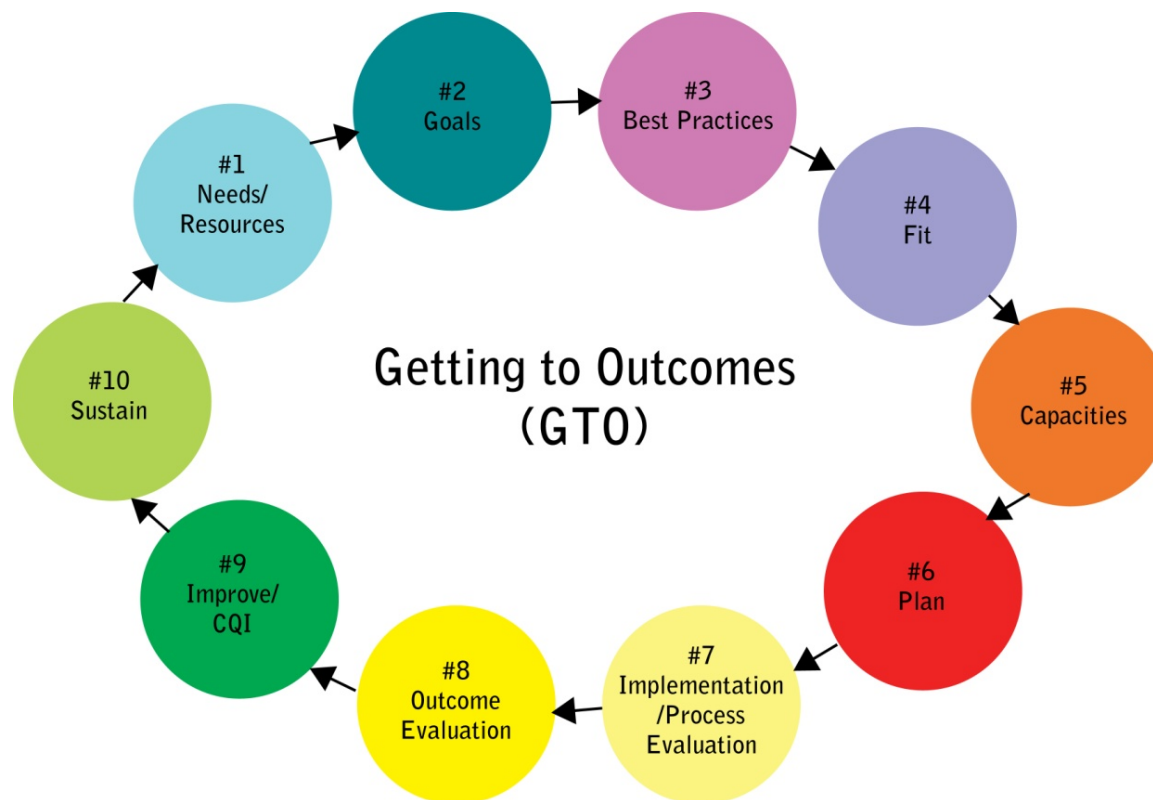 #1
Needs/
Resources
#2
Goals
#3
Best Practices
#4
Fit
#5
Capacities
#6
Plan
#7
Implementation
/Process
Evaluation
#8
Outcome
Evaluation
#9
Improve/
CQI
#10
Sustain
Getting to Outcomes
(GTO)